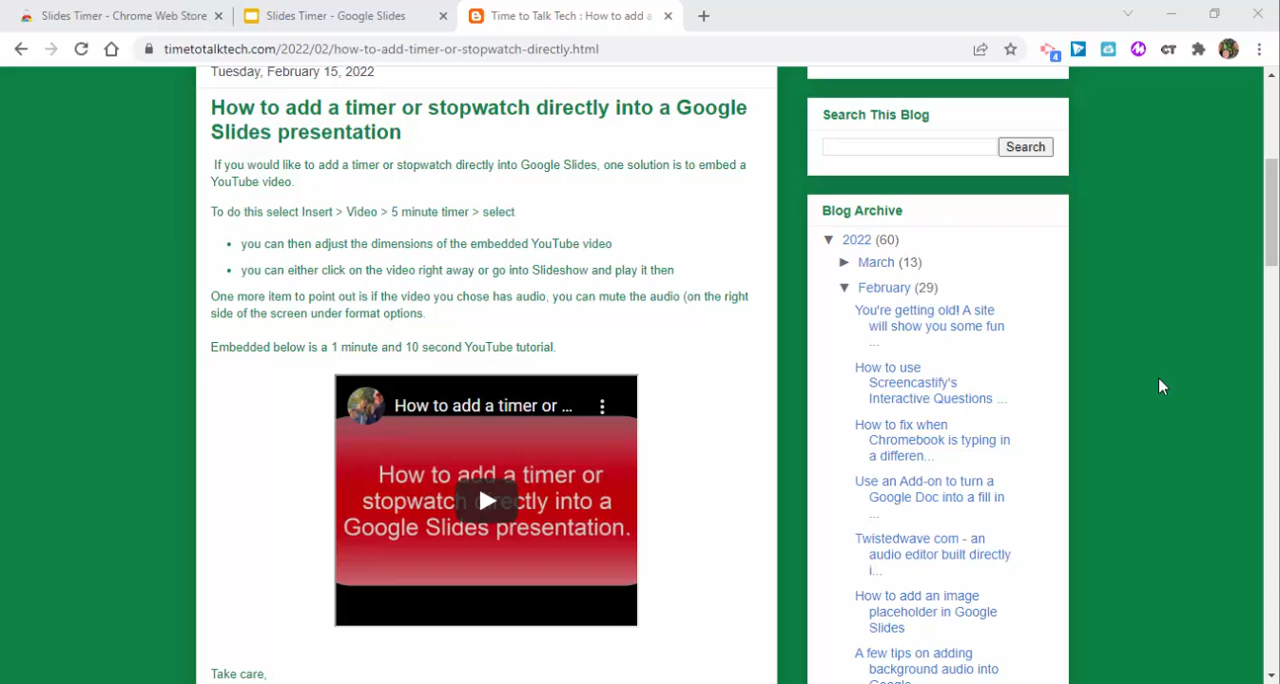 Slides Timer - Chrome Web Store
Slides Timer - Google Slides
Time to Talk Tech : How to add a
timetotalktech.com/2022/02/how-to-add-timer-or-stopwatch-directly.html
4
CT
Tuesday, February 15, 2022
How to add a timer or stopwatch directly into a Google
Slides presentation
If you would like to add a timer or stopwatch directly into Google Slides, one solution is to embed a
YouTube video.
To do this select Insert > Video > 5 minute timer > select
• you can then adjust the dimensions of the embedded YouTube video
• you can either click on the video right away or go into Slideshow and play it then
One more item to point out is if the video you chose has audio, you can mute the audio (on the right
side of the screen under format options.
Embedded below is a 1 minute and 10 second YouTube tutorial.
How to add a timer or ...
How to add a timer or
stopwatch directly into a
Google Slides presentation.
Take care,
Search This Blog
Search
Blog Archive
▼ 2022 (60)
► March (13)
▼ February (29)
You're getting old! A site
will show you some fun
...
How to use
Screencastify's
Interactive Questions ...
How to fix when
Chromebook is typing in
a differen...
Use an Add-on to turn a
Google Doc into a fill in
...
Twistedwave com - an
audio editor built directly
i...
How to add an image
placeholder in Google
Slides
A few tips on adding
background audio into